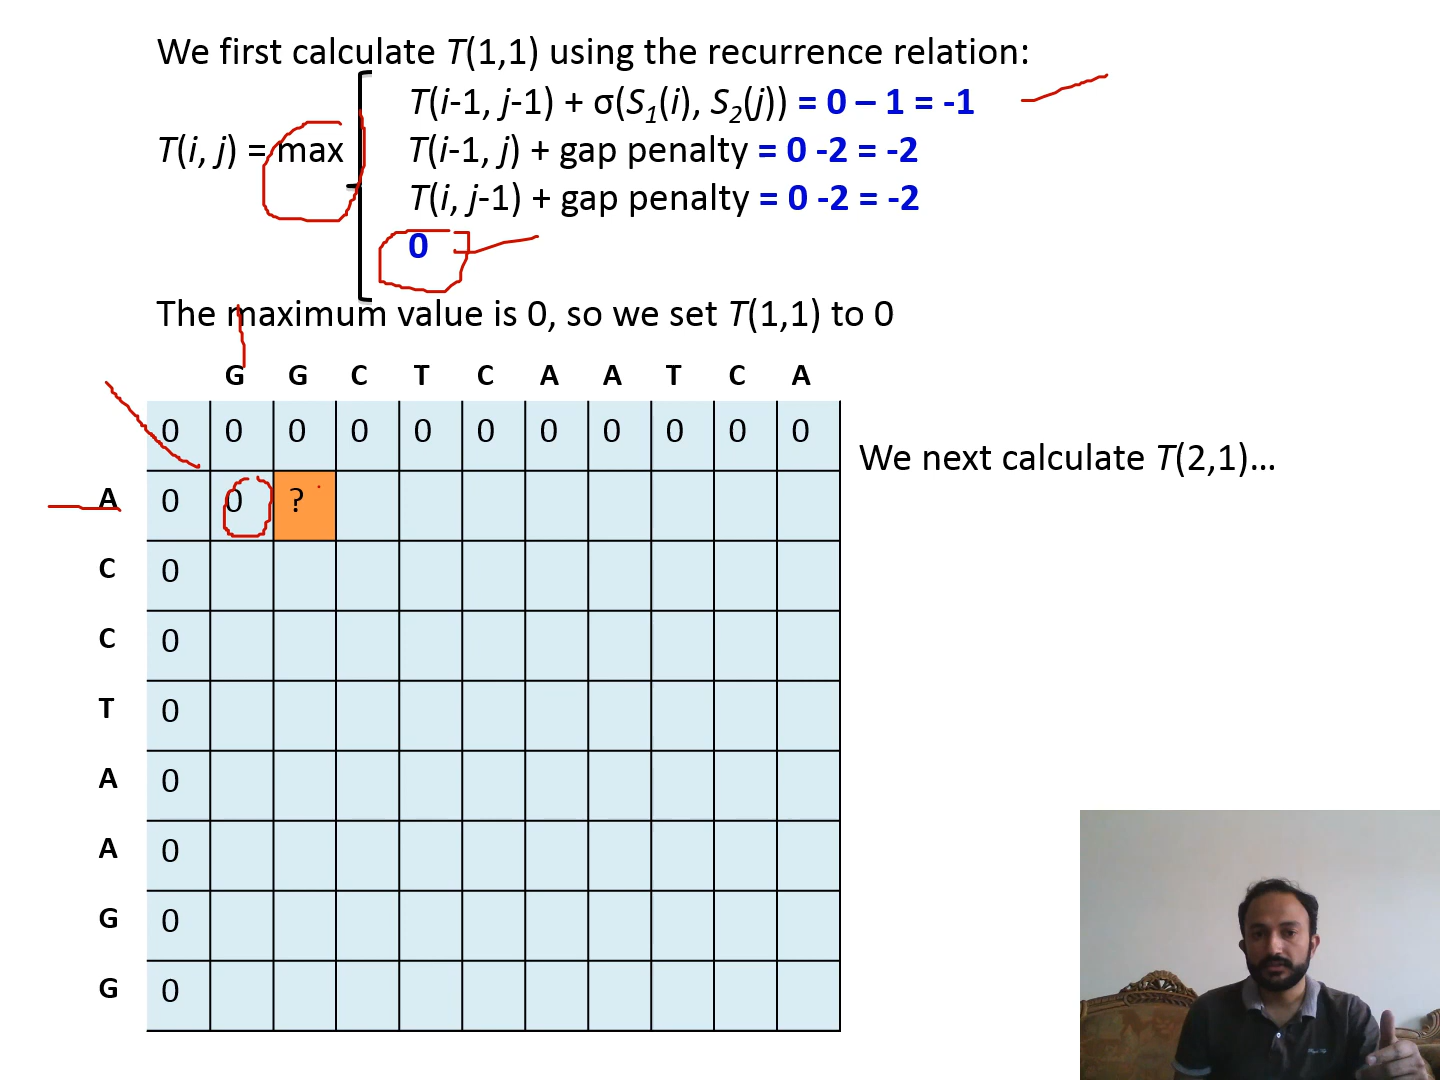 We first calculate T(1,1) using the recurrence relation:
T(i-1, j-1) + σ(S1(i), S2(j)) = 0 – 1 = -1
T(i, j) = max T(i-1, j) + gap penalty = 0 -2 = -2
T(i, j-1) + gap penalty = 0 -2 = -2
0
The maximum value is 0, so we set T(1,1) to 0
G G C T C A A T C A
0 0 0 0 0 0 0 0 0 0 0
We next calculate T(2,1)...
A 0 0 ?
C 0
C 0
T 0
A 0
A 0
G 0
G 0